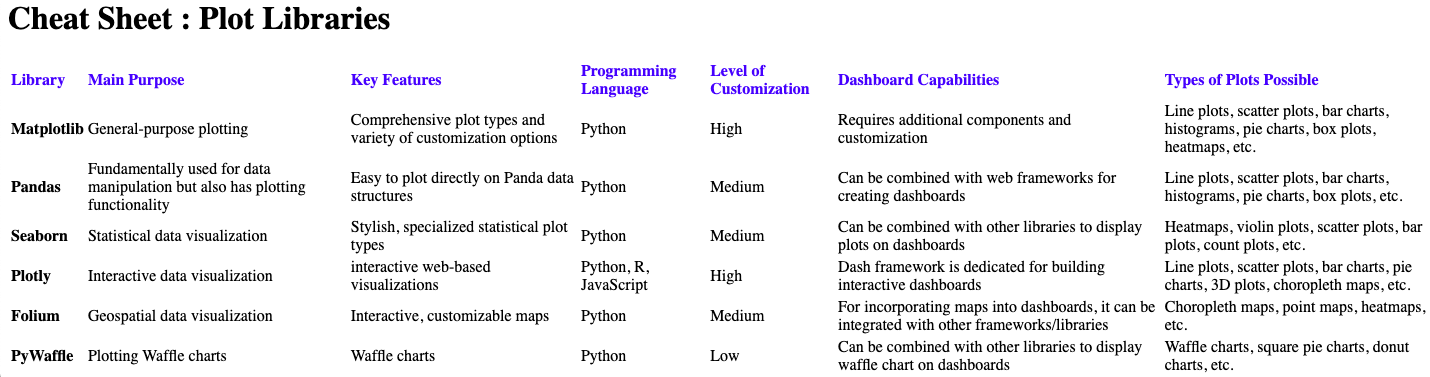 Cheat Sheet : Plot Libraries
Library Main Purpose Key Features Programming Language Level of Customization Dashboard Capabilities Types of Plots Possible
Matplotlib General-purpose plotting Comprehensive plot types and variety of customization options Python High Requires additional components and customization Line plots, scatter plots, bar charts, histograms, pie charts, box plots, heatmaps, etc.
Pandas Fundamentally used for data manipulation but also has plotting functionality Easy to plot directly on Panda data structures Python Medium Can be combined with web frameworks for creating dashboards Line plots, scatter plots, bar charts, histograms, pie charts, box plots, etc.
Seaborn Statistical data visualization Stylish, specialized statistical plot types Python Medium Can be combined with other libraries to display plots on dashboards Heatmaps, violin plots, scatter plots, bar plots, count plots, etc.
Plotly Interactive data visualization interactive web-based visualizations Python, R, JavaScript High Dash framework is dedicated for building interactive dashboards Line plots, scatter plots, bar charts, pie charts, 3D plots, choropleth maps, etc.
Folium Geospatial data visualization Interactive, customizable maps Python Medium For incorporating maps into dashboards, it can be integrated with other frameworks/libraries Choropleth maps, point maps, heatmaps, etc.
PyWaffle Plotting Waffle charts Waffle charts Python Low Can be combined with other libraries to display waffle chart on dashboards Waffle charts, square pie charts, donut charts, etc.